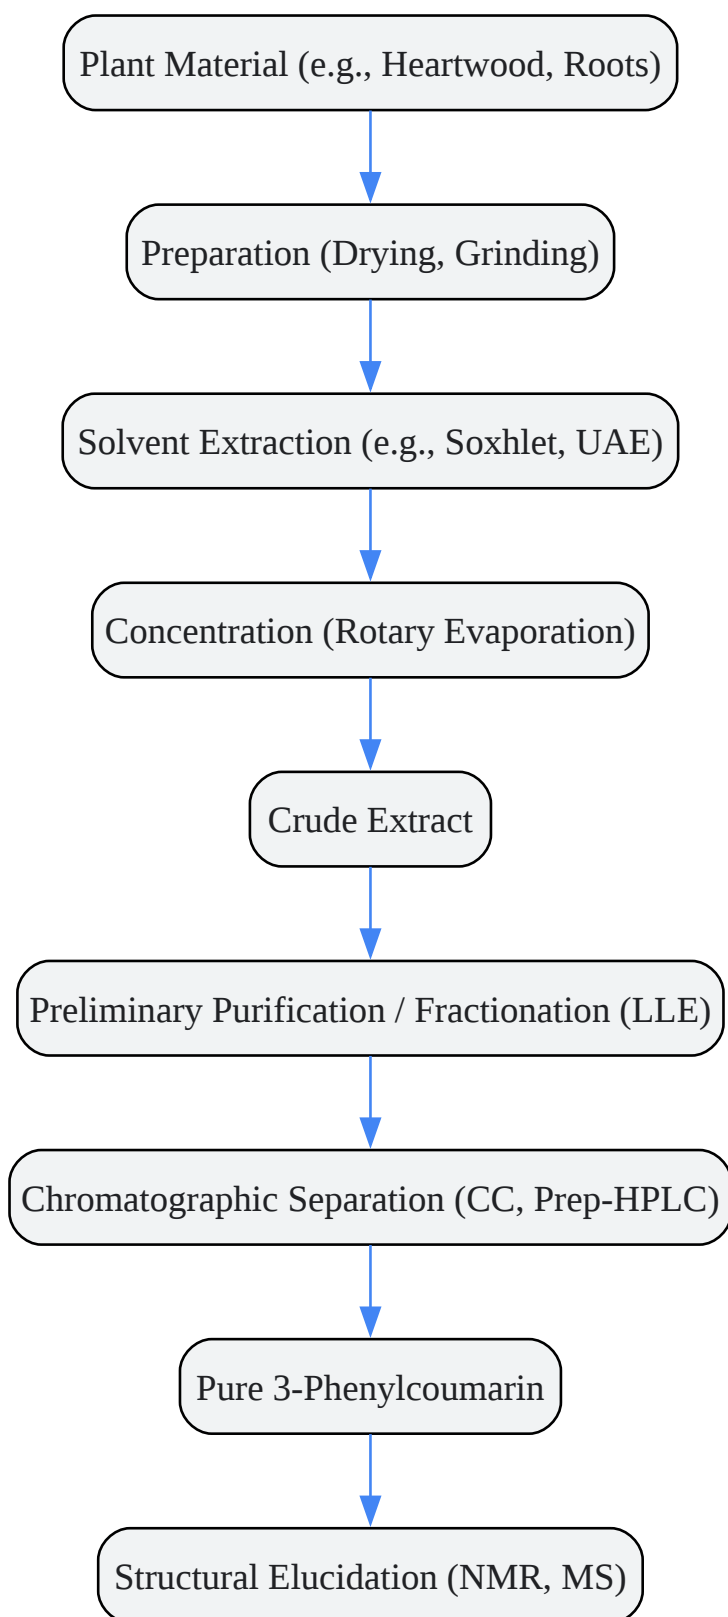 Plant Material (e.g., Heartwood, Roots)
Preparation (Drying, Grinding)
Solvent Extraction (e.g., Soxhlet, UAE)
Concentration (Rotary Evaporation)
Crude Extract
Preliminary Purification / Fractionation (LLE)
Chromatographic Separation (CC, Prep-HPLC)
Pure 3-Phenylcoumarin
Structural Elucidation (NMR, MS)